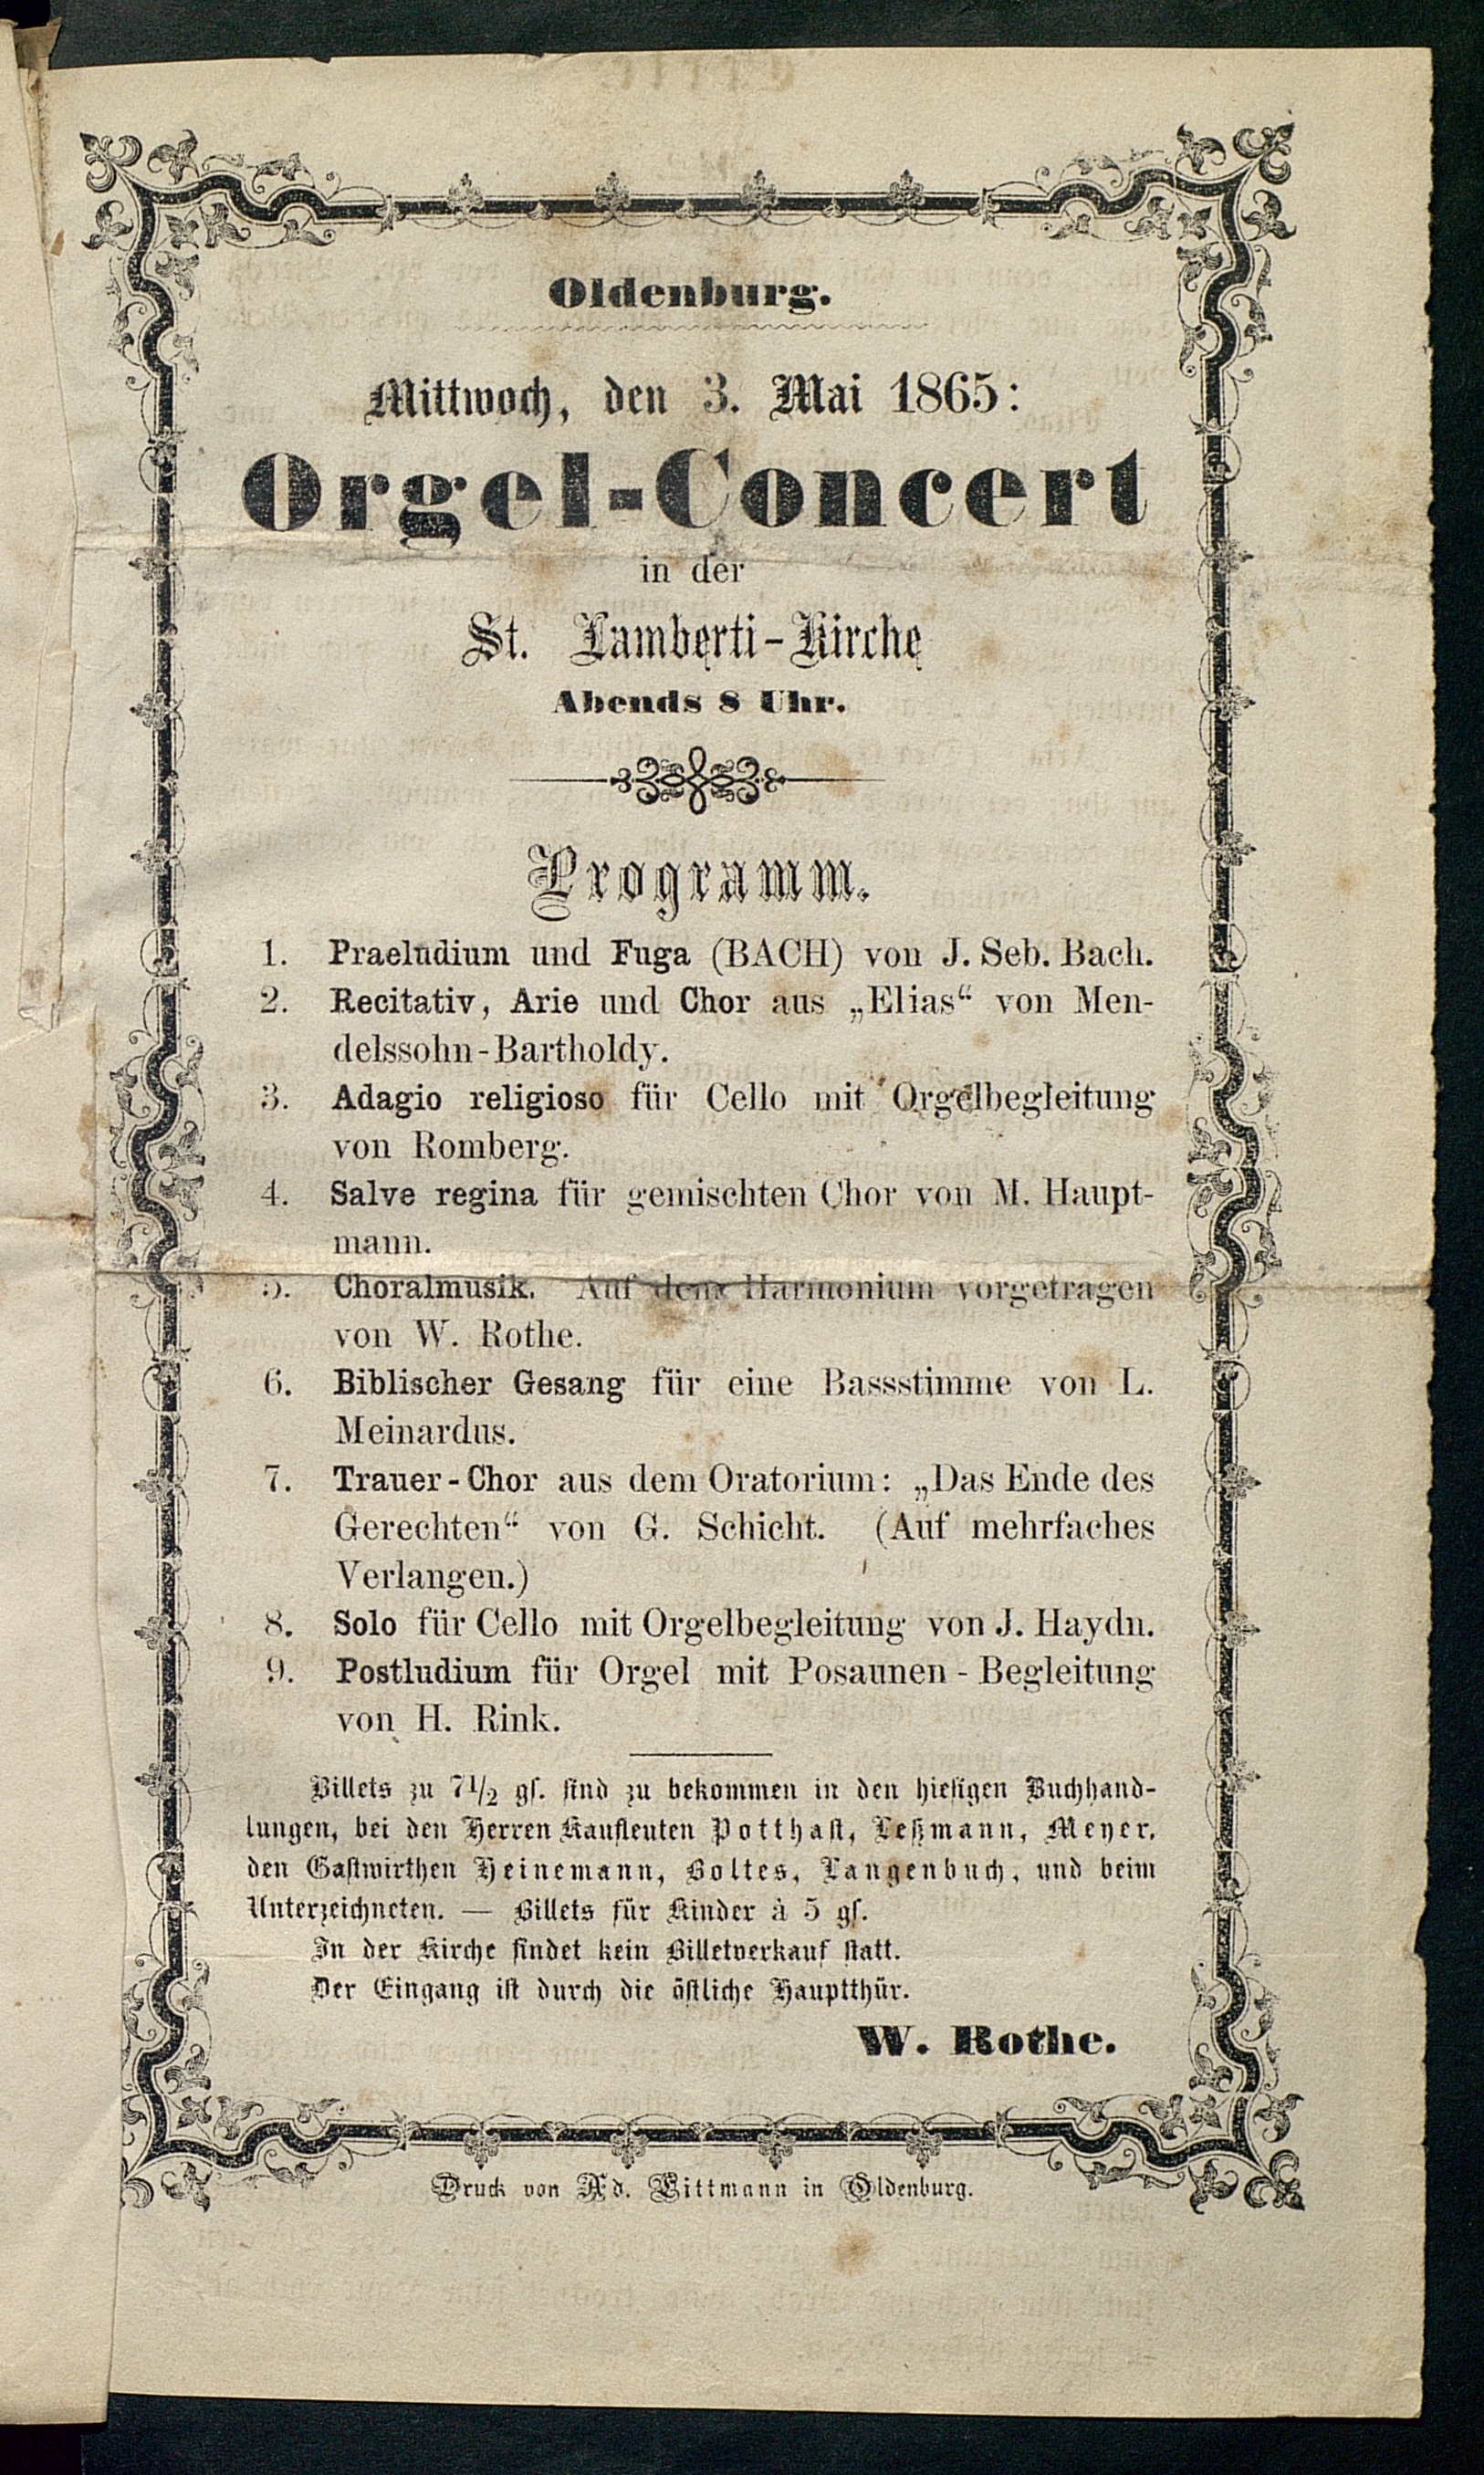 Oldenburg.
Mittwoch, den 3. Mai 1865:
Orgel-Concert
in der
St. Lamberti-Kirche
Abends 8 Uhr.
Programm.
1. Praeludium und Fuga (BACH) von J. Seb. Bach.
2. Recitativ, Arie und Chor aus „Elias“ von Men-
delssohn-Bartholdy.
3. Adagio religioso für Cello mit Orgelbegleitung
von Romberg.
4. Salve regina für gemischten Chor von M. Haupt-
mann.
5. Choralmusik. Auf dem Harmonium vorgetragen
von W. Rothe.
6. Biblischer Gesang für eine Bassstimme von L.
Meinardus.
7. Trauer-Chor aus dem Oratorium: „Das Ende des
Gerechten“ von G. Schicht. (Auf mehrfaches
Verlangen.)
8. Solo für Cello mit Orgelbegleitung von J. Haydn.
9. Postludium für Orgel mit Posaunen-Begleitung
von H. Rink.
Billets zu 7½ gs. sind zu bekommen in den hiesigen Buchhand-
lungen, bei den Herren Kaufleuten Potthast, Leßmann, Meyer,
den Gastwirthen Heinemann, Boltes, Langenbuch, und beim
Unterzeichneten. — Billets für Kinder à 5 gs.
In der Kirche findet kein Billetverkauf statt.
Der Eingang ist durch die östliche Hauptthür.
W. Rothe.
Druck von Ad. Littmann in Oldenburg.